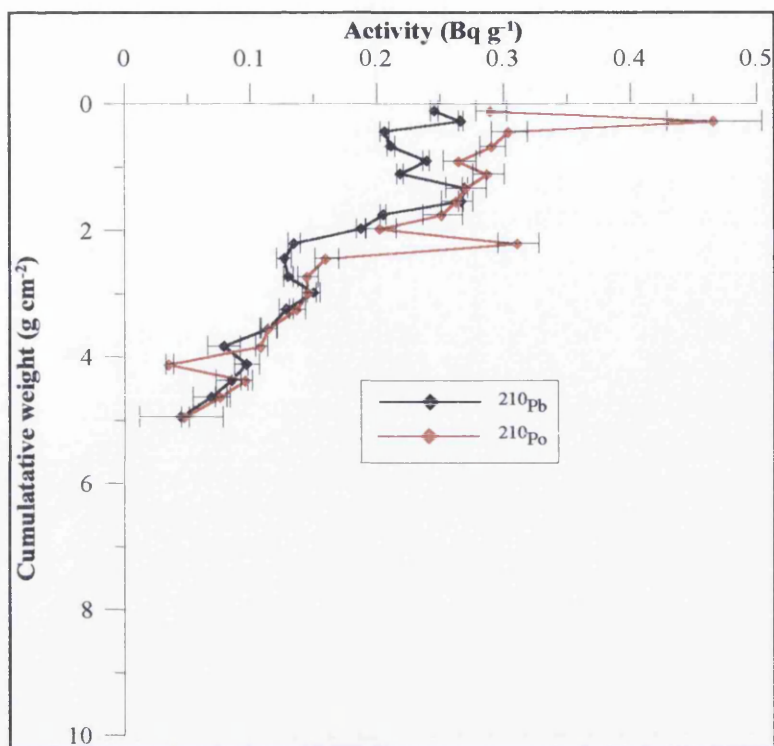 Activity (Bq g⁻¹)
0 0.1 0.2 0.3 0.4 0.5
0
2
4
6
8
10
Cumulatative weight (g cm⁻²)
²¹⁰Pb
²¹⁰Po